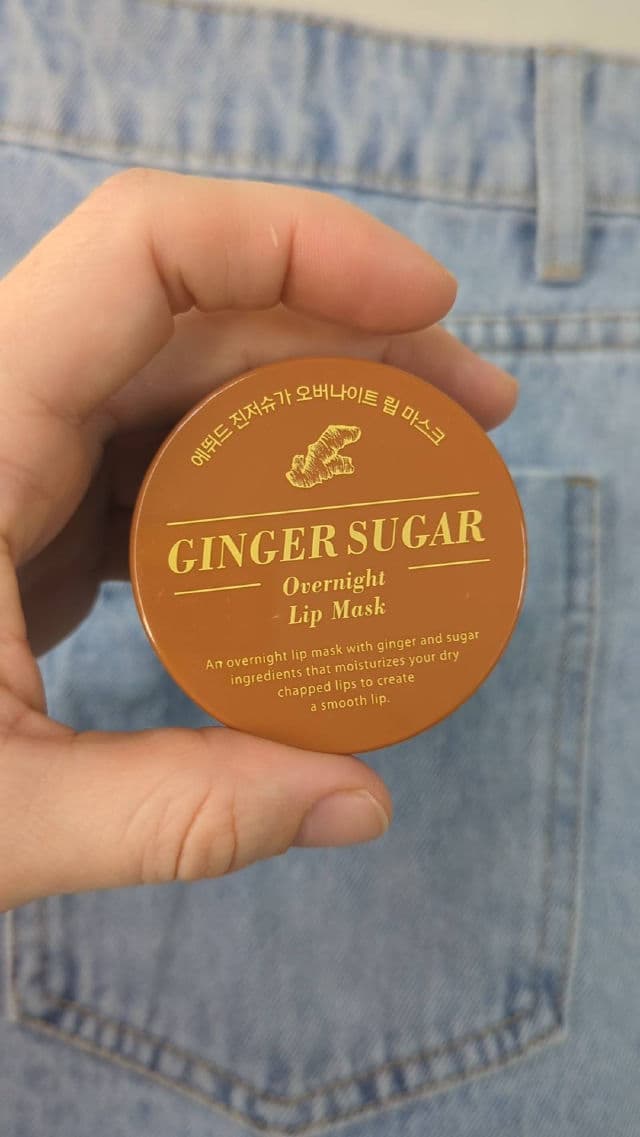 에뛰드 진저슈가 오버나이트 립 마스크
GINGER SUGAR
Overnight
Lip Mask
An overnight lip mask with ginger and sugar
ingredients that moisturizes your dry
chapped lips to create
a smooth lip.